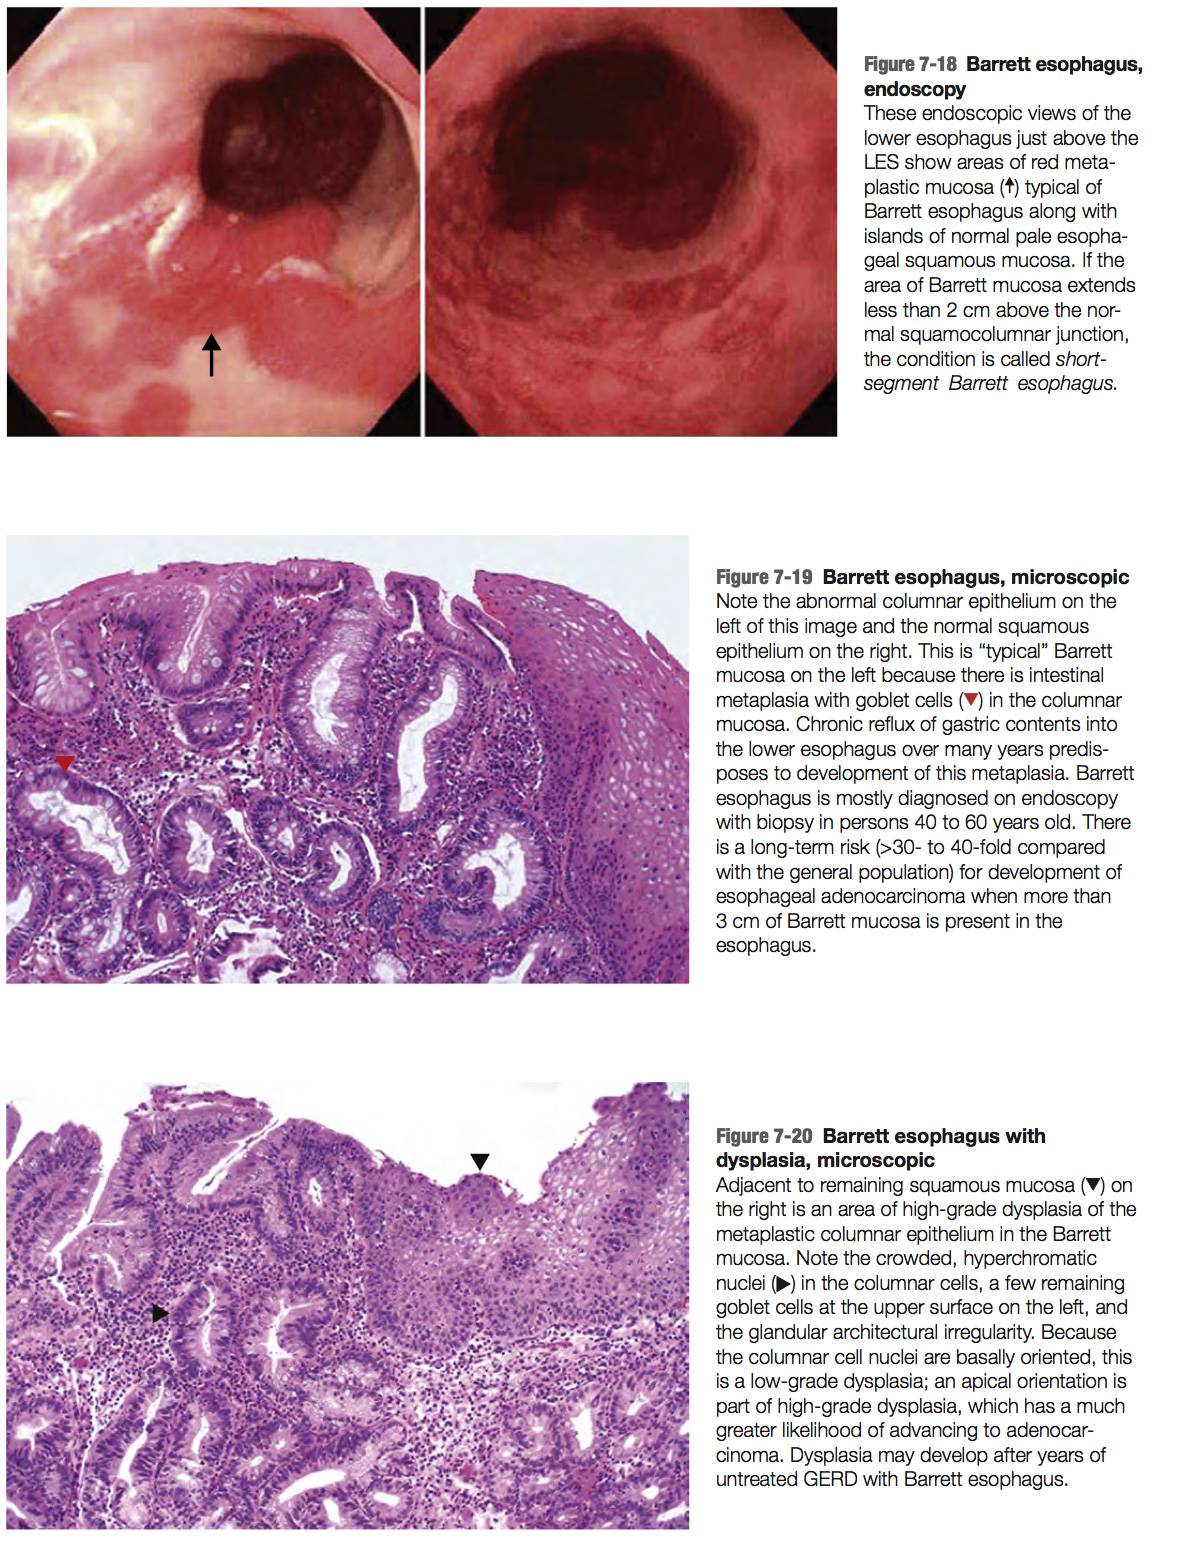 Figure 7-18 Barrett esophagus,
endoscopy
These endoscopic views of the
lower esophagus just above the
LES show areas of red meta-
plastic mucosa (↑) typical of
Barrett esophagus along with
islands of normal pale esopha-
geal squamous mucosa. If the
area of Barrett mucosa extends
less than 2 cm above the nor-
mal squamocolumnar junction,
the condition is called short-
segment Barrett esophagus.
Figure 7-19 Barrett esophagus, microscopic
Note the abnormal columnar epithelium on the
left of this image and the normal squamous
epithelium on the right. This is “typical” Barrett
mucosa on the left because there is intestinal
metaplasia with goblet cells (▼) in the columnar
mucosa. Chronic reflux of gastric contents into
the lower esophagus over many years predis-
poses to development of this metaplasia. Barrett
esophagus is mostly diagnosed on endoscopy
with biopsy in persons 40 to 60 years old. There
is a long-term risk (>30- to 40-fold compared
with the general population) for development of
esophageal adenocarcinoma when more than
3 cm of Barrett mucosa is present in the
esophagus.
Figure 7-20 Barrett esophagus with
dysplasia, microscopic
Adjacent to remaining squamous mucosa (▼) on
the right is an area of high-grade dysplasia of the
metaplastic columnar epithelium in the Barrett
mucosa. Note the crowded, hyperchromatic
nuclei (▶) in the columnar cells, a few remaining
goblet cells at the upper surface on the left, and
the glandular architectural irregularity. Because
the columnar cell nuclei are basally oriented, this
is a low-grade dysplasia; an apical orientation is
part of high-grade dysplasia, which has a much
greater likelihood of advancing to adenocar-
cinoma. Dysplasia may develop after years of
untreated GERD with Barrett esophagus.